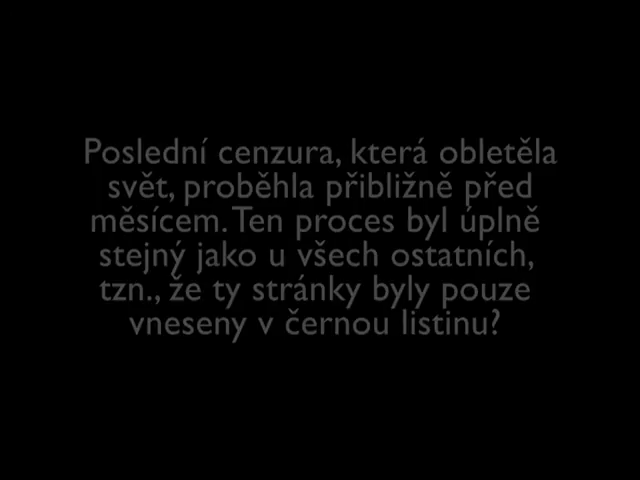 Poslední cenzura, která obletěla
svět, proběhla přibližně před
měsícem. Ten proces byl úplně
stejný jako u všech ostatních,
tzn., že ty stránky byly pouze
vneseny v černou listinu?